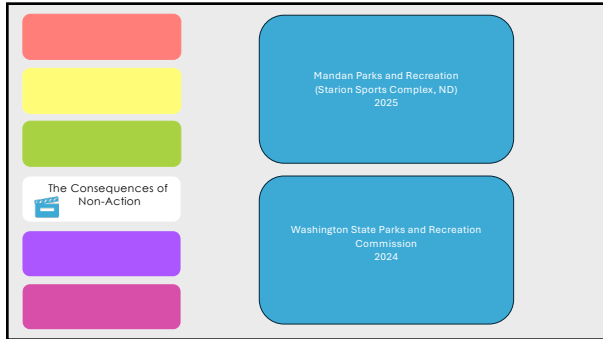 The Consequences of
Non-Action
Mandan Parks and Recreation
(Starion Sports Complex, ND)
2025
Washington State Parks and Recreation
Commission
2024